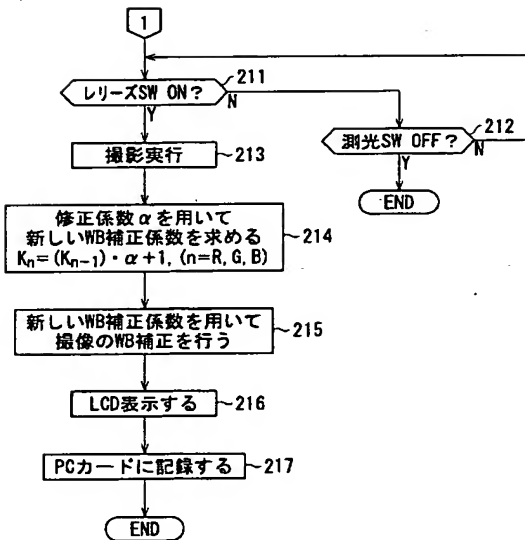 1
レリーズSW ON?
211
Y
N
測光SW OFF?
212
Y
N
END
撮影実行
213
修正係数αを用いて
新しいWB補正係数を求める
Kn=(Kn-1)・α+1, (n=R, G, B)
214
新しいWB補正係数を用いて
撮像のWB補正を行う
215
LCD表示する
216
PCカードに記録する
217
END